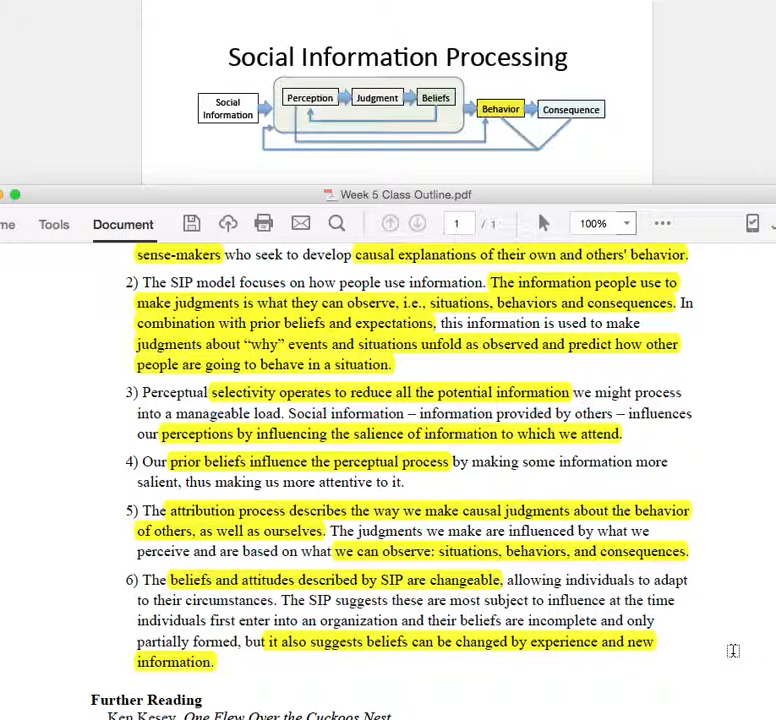 Social Information Processing
Social
Information
Perception
Judgment
Beliefs
Behavior
Consequence
Week 5 Class Outline.pdf
me
Tools
Document
1
/ 1
100%
sense-makers who seek to develop causal explanations of their own and others' behavior.
2) The SIP model focuses on how people use information. The information people use to
make judgments is what they can observe, i.e., situations, behaviors and consequences. In
combination with prior beliefs and expectations, this information is used to make
judgments about “why” events and situations unfold as observed and predict how other
people are going to behave in a situation.
3) Perceptual selectivity operates to reduce all the potential information we might process
into a manageable load. Social information – information provided by others – influences
our perceptions by influencing the salience of information to which we attend.
4) Our prior beliefs influence the perceptual process by making some information more
salient, thus making us more attentive to it.
5) The attribution process describes the way we make causal judgments about the behavior
of others, as well as ourselves. The judgments we make are influenced by what we
perceive and are based on what we can observe: situations, behaviors, and consequences.
6) The beliefs and attitudes described by SIP are changeable, allowing individuals to adapt
to their circumstances. The SIP suggests these are most subject to influence at the time
individuals first enter into an organization and their beliefs are incomplete and only
partially formed, but it also suggests beliefs can be changed by experience and new
information.
Further Reading
Ken Kesey, One Flew Over the Cuckoos Nest